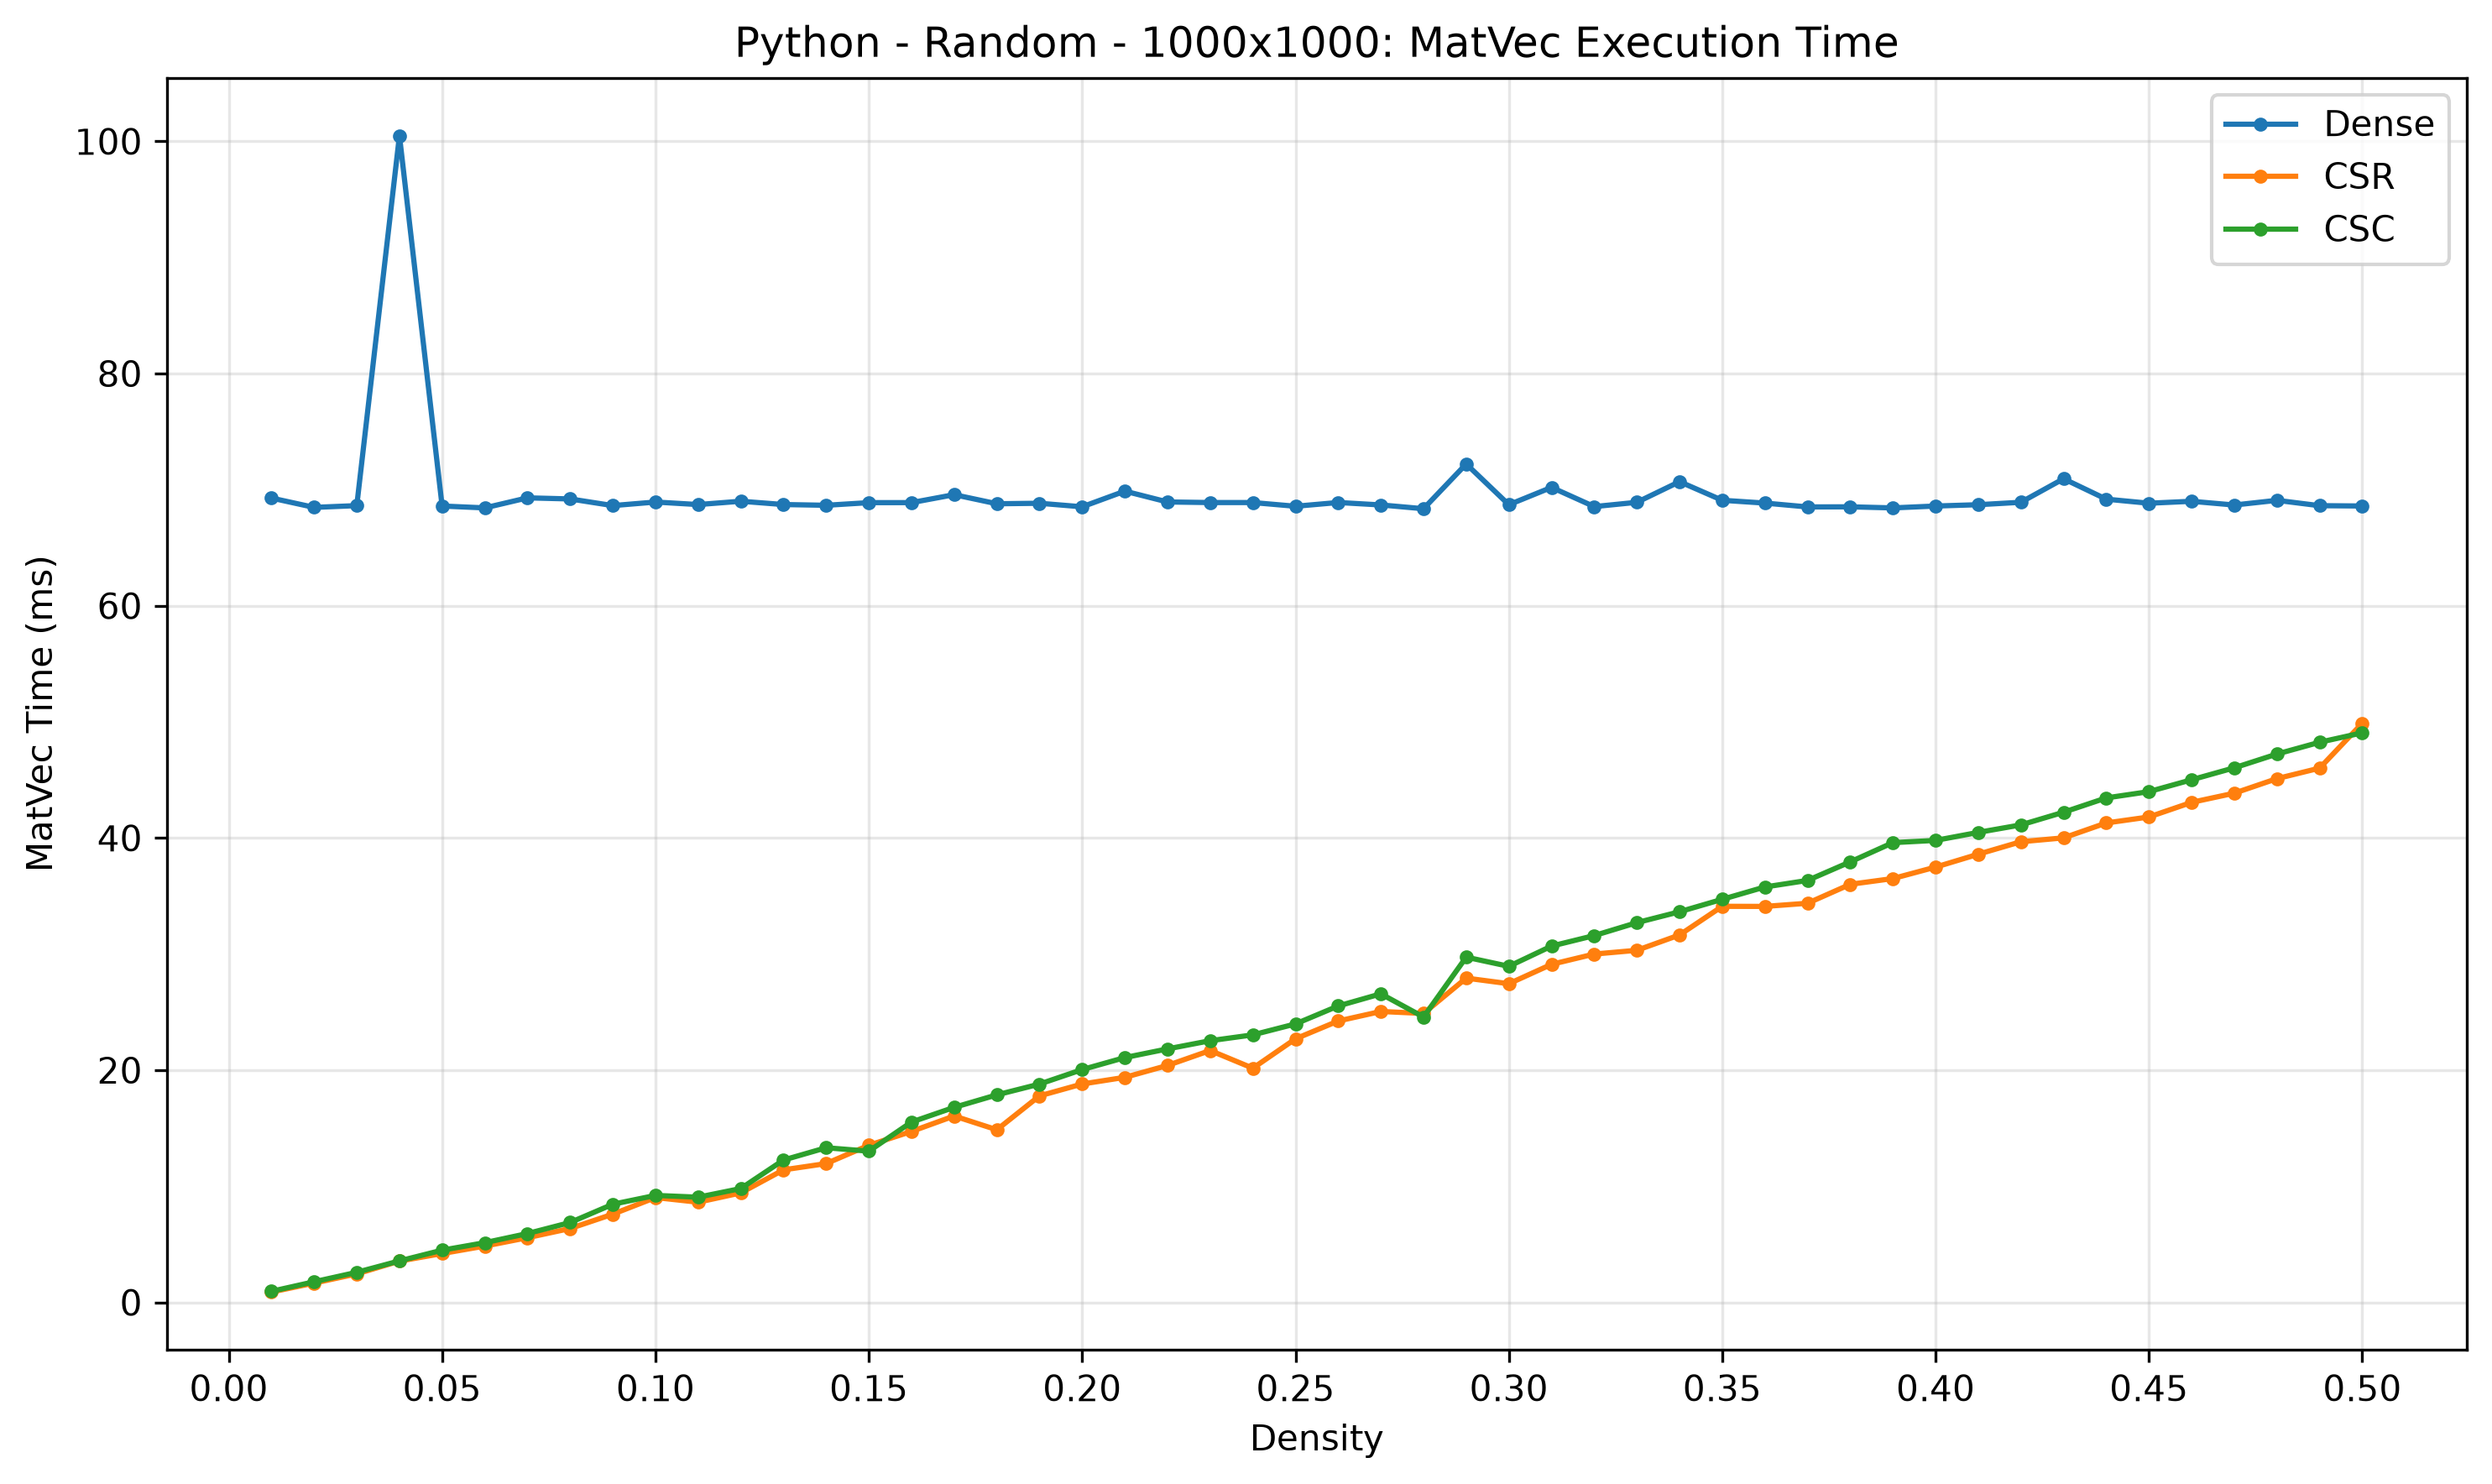 Python - Random - 1000x1000: MatVec Execution Time
Dense
CSR
CSC
MatVec Time (ms)
100
80
60
40
20
0
0.00 0.05 0.10 0.15 0.20 0.25 0.30 0.35 0.40 0.45 0.50
Density